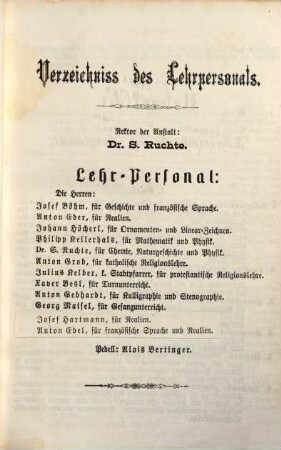 Verzeichniss des Lehrpersonals.
Rektor der Anstalt:
Dr. S. Ruchte.
Lehr-Personal:
Die Herren:
Josef Böhm, für Geschichte und französische Sprache.
Anton Eber, für Realien.
Johann Höcherl, für Ornamenten- und Linear-Zeichnen.
Philipp Kellerhals, für Mathematik und Physik.
Dr. S. Ruchte, für Chemie, Naturgeschichte und Physik.
Anton Grob, für katholische Religionslehre.
Julius Kelber, k. Stadtpfarrer, für protestantische Religionslehre.
Xaver Besl, für Turnunterricht.
Anton Gebhardt, für Kalligraphie und Stenographie.
Georg Maisel, für Gesangunterricht.
Josef Hartmann, für Realien.
Anton Edel, für französische Sprache und Realien.
Pedell: Alois Bertinger.